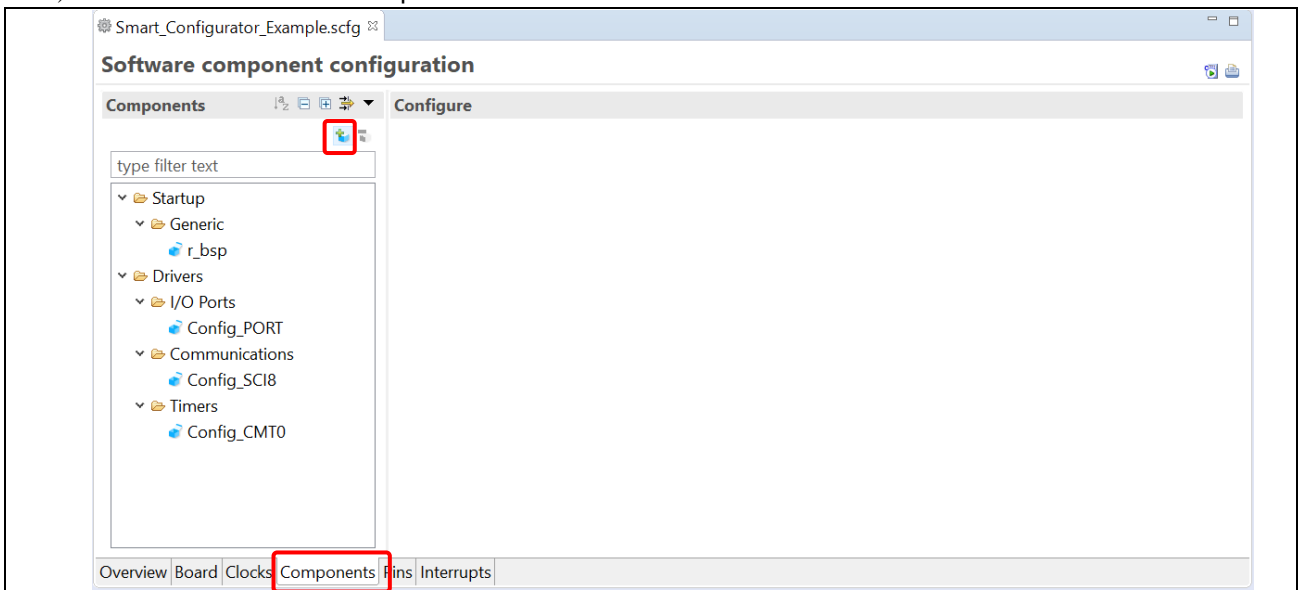 Smart_Configurator_Example.scfg
Software component configuration
Components
Configure
type filter text
Startup
Generic
r_bsp
Drivers
I/O Ports
Config_PORT
Communications
Config_SCI8
Timers
Config_CMT0
Overview Board Clocks Components Pins Interrupts